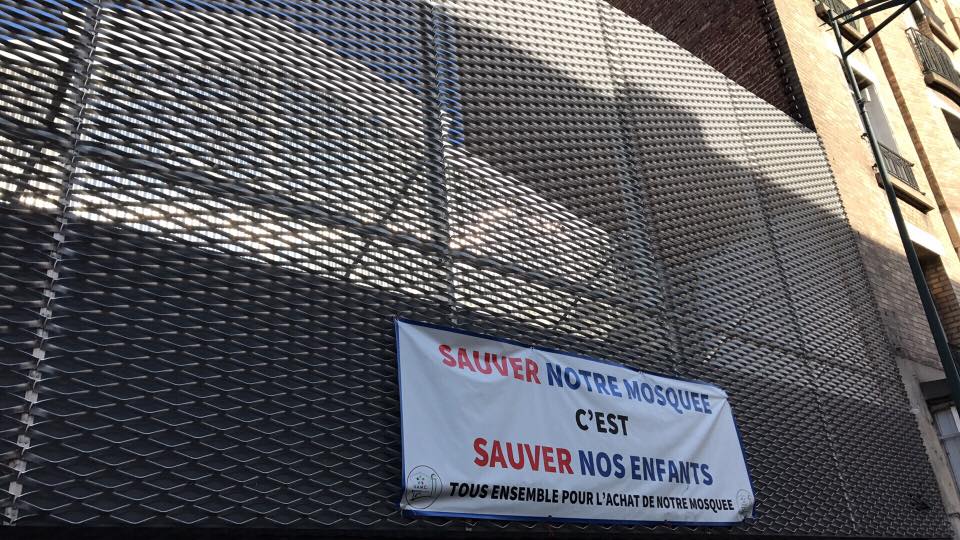 SAUVER NOTRE MOSQUEE
C'EST
SAUVER NOS ENFANTS
TOUS ENSEMBLE POUR L'ACHAT DE NOTRE MOSQUEE